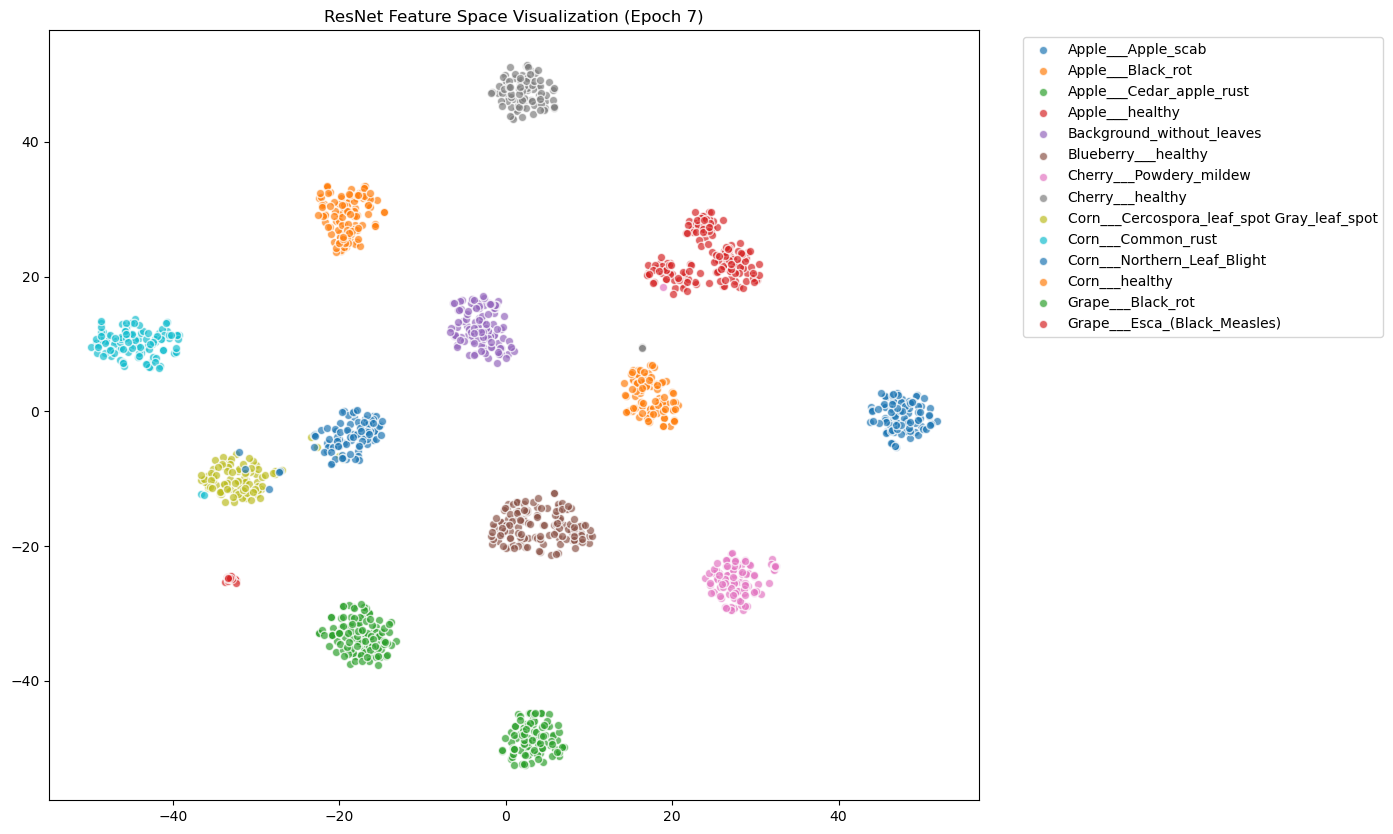 ResNet Feature Space Visualization (Epoch 7)
Apple___Apple_scab
Apple___Black_rot
Apple___Cedar_apple_rust
Apple___healthy
Background_without_leaves
Blueberry___healthy
Cherry___Powdery_mildew
Cherry___healthy
Corn___Cercospora_leaf_spot Gray_leaf_spot
Corn___Common_rust
Corn___Northern_Leaf_Blight
Corn___healthy
Grape___Black_rot
Grape___Esca_(Black_Measles)
40
20
0
−20
−40
−40
−20
0
20
40